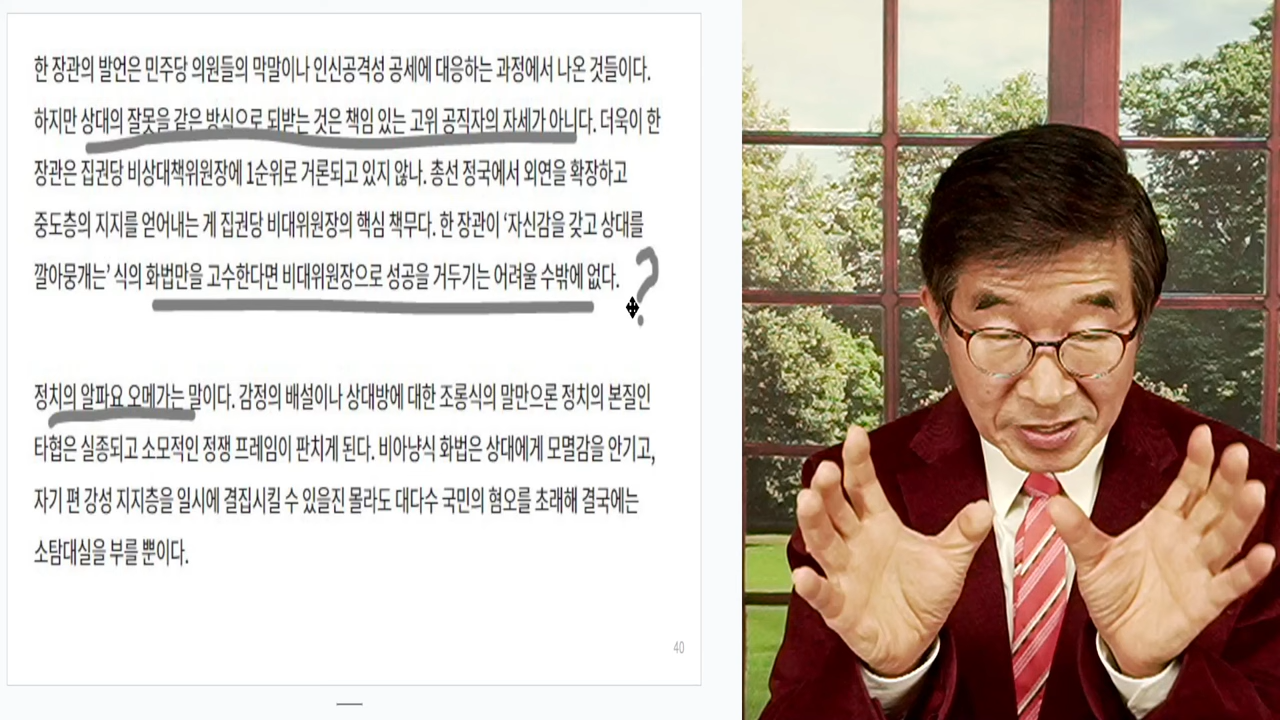 한 장관의 발언은 민주당 의원들의 막말이나 인신공격성 공세에 대응하는 과정에서 나온 것들이다.
하지만 상대의 잘못을 같은 방식으로 되받는 것은 책임 있는 고위 공직자의 자세가 아니다. 더욱이 한
장관은 집권당 비상대책위원장에 1순위로 거론되고 있지 않나. 총선 정국에서 외연을 확장하고
중도층의 지지를 얻어내는 게 집권당 비대위원장의 핵심 책무다. 한 장관이 ‘자신감을 갖고 상대를
깔아뭉개는’ 식의 화법만을 고수한다면 비대위원장으로 성공을 거두기는 어려울 수밖에 없다.
?
정치의 알파요 오메가는 말이다. 감정의 배설이나 상대방에 대한 조롱식의 말만으론 정치의 본질인
타협은 실종되고 소모적인 정쟁 프레임이 판치게 된다. 비아냥식 화법은 상대에게 모멸감을 안기고,
자기 편 강성 지지층을 일시에 결집시킬 수 있을진 몰라도 대다수 국민의 혐오를 초래해 결국에는
소탐대실을 부를 뿐이다.
40